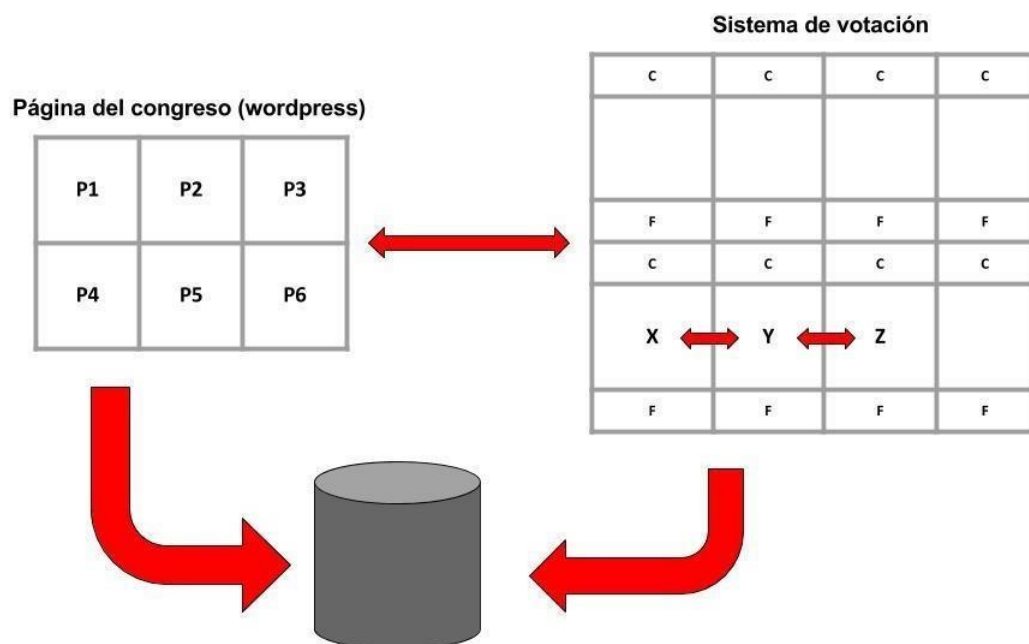 Sistema de votación
Página del congreso (wordpress)
C C C C
P1 P2 P3
F F F F
C C C C
P4 P5 P6
X Y Z
F F F F